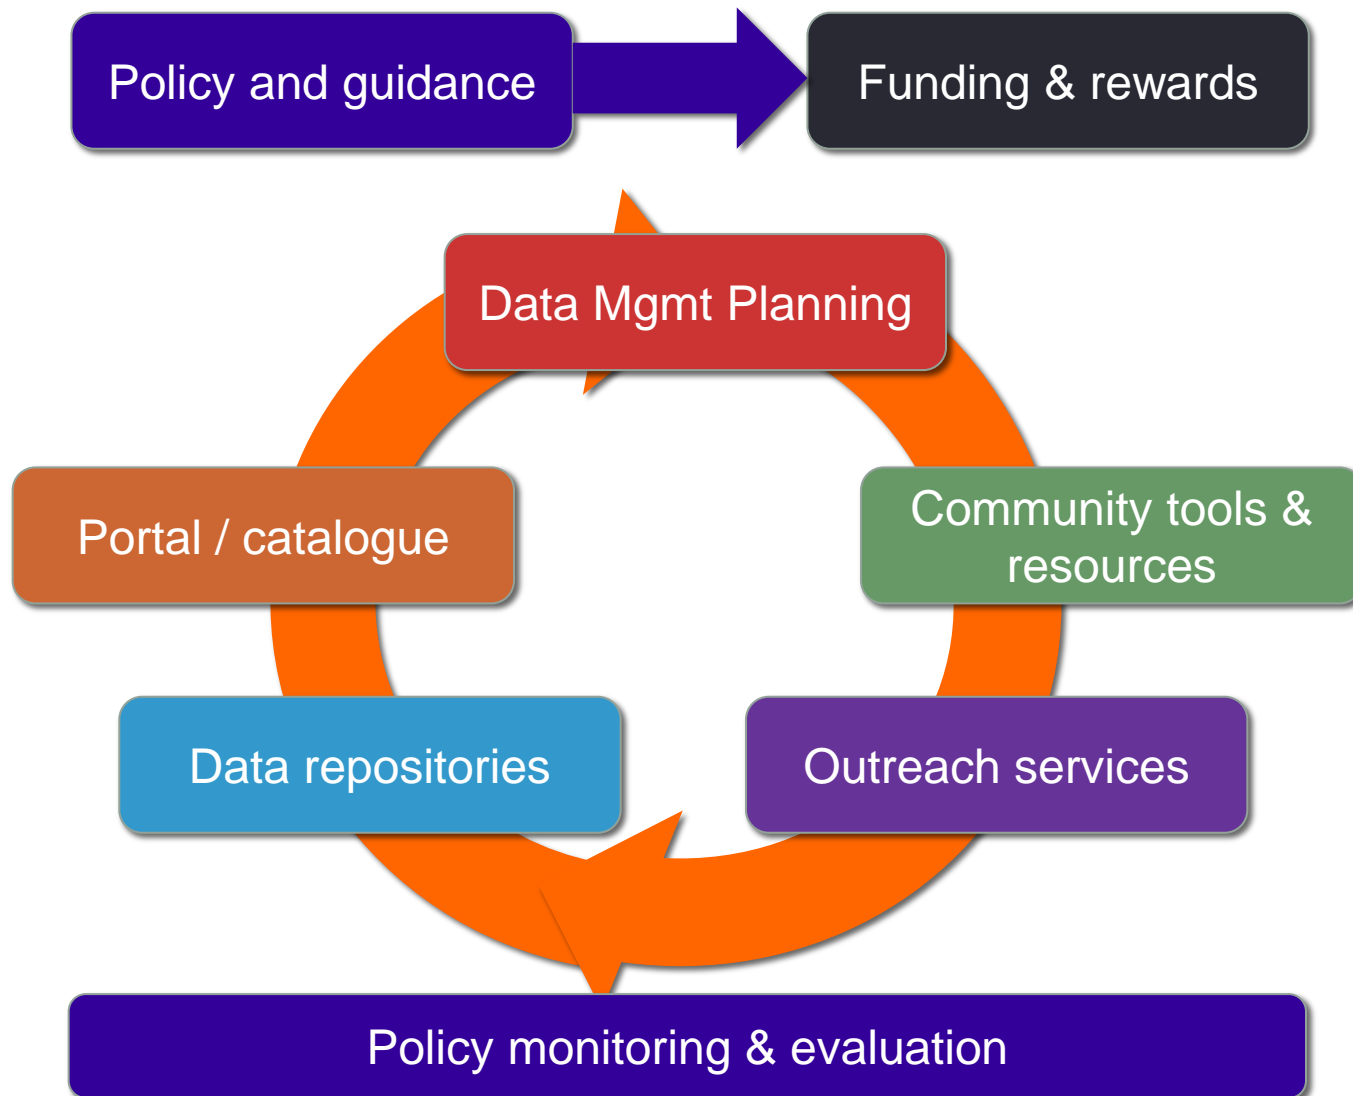 Policy and guidance
Funding & rewards
Data Mgmt Planning
Portal / catalogue
Community tools &
resources
Data repositories
Outreach services
Policy monitoring & evaluation